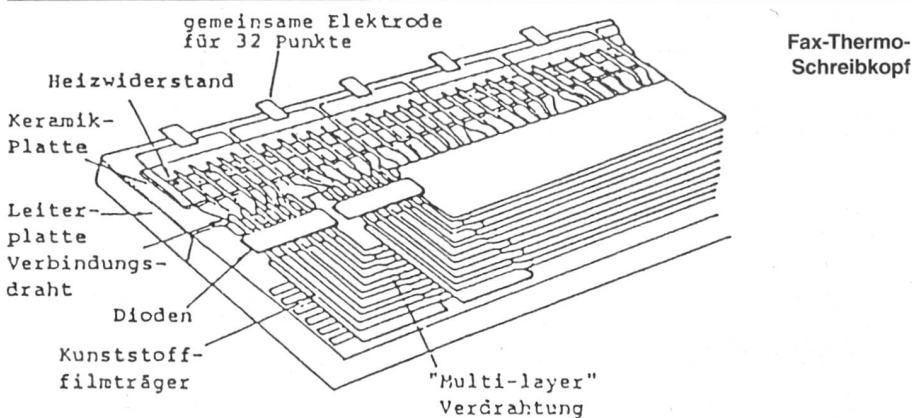 gemeinsame Elektrode
für 32 Punkte
Fax-Thermo-
Schreibkopf
Heizwiderstand
Keramik-
Platte
Leiter-
platte
Verbindungs-
draht
Dioden
Kunststoff-
filmträger
"Multi-layer"
Verdrahtung